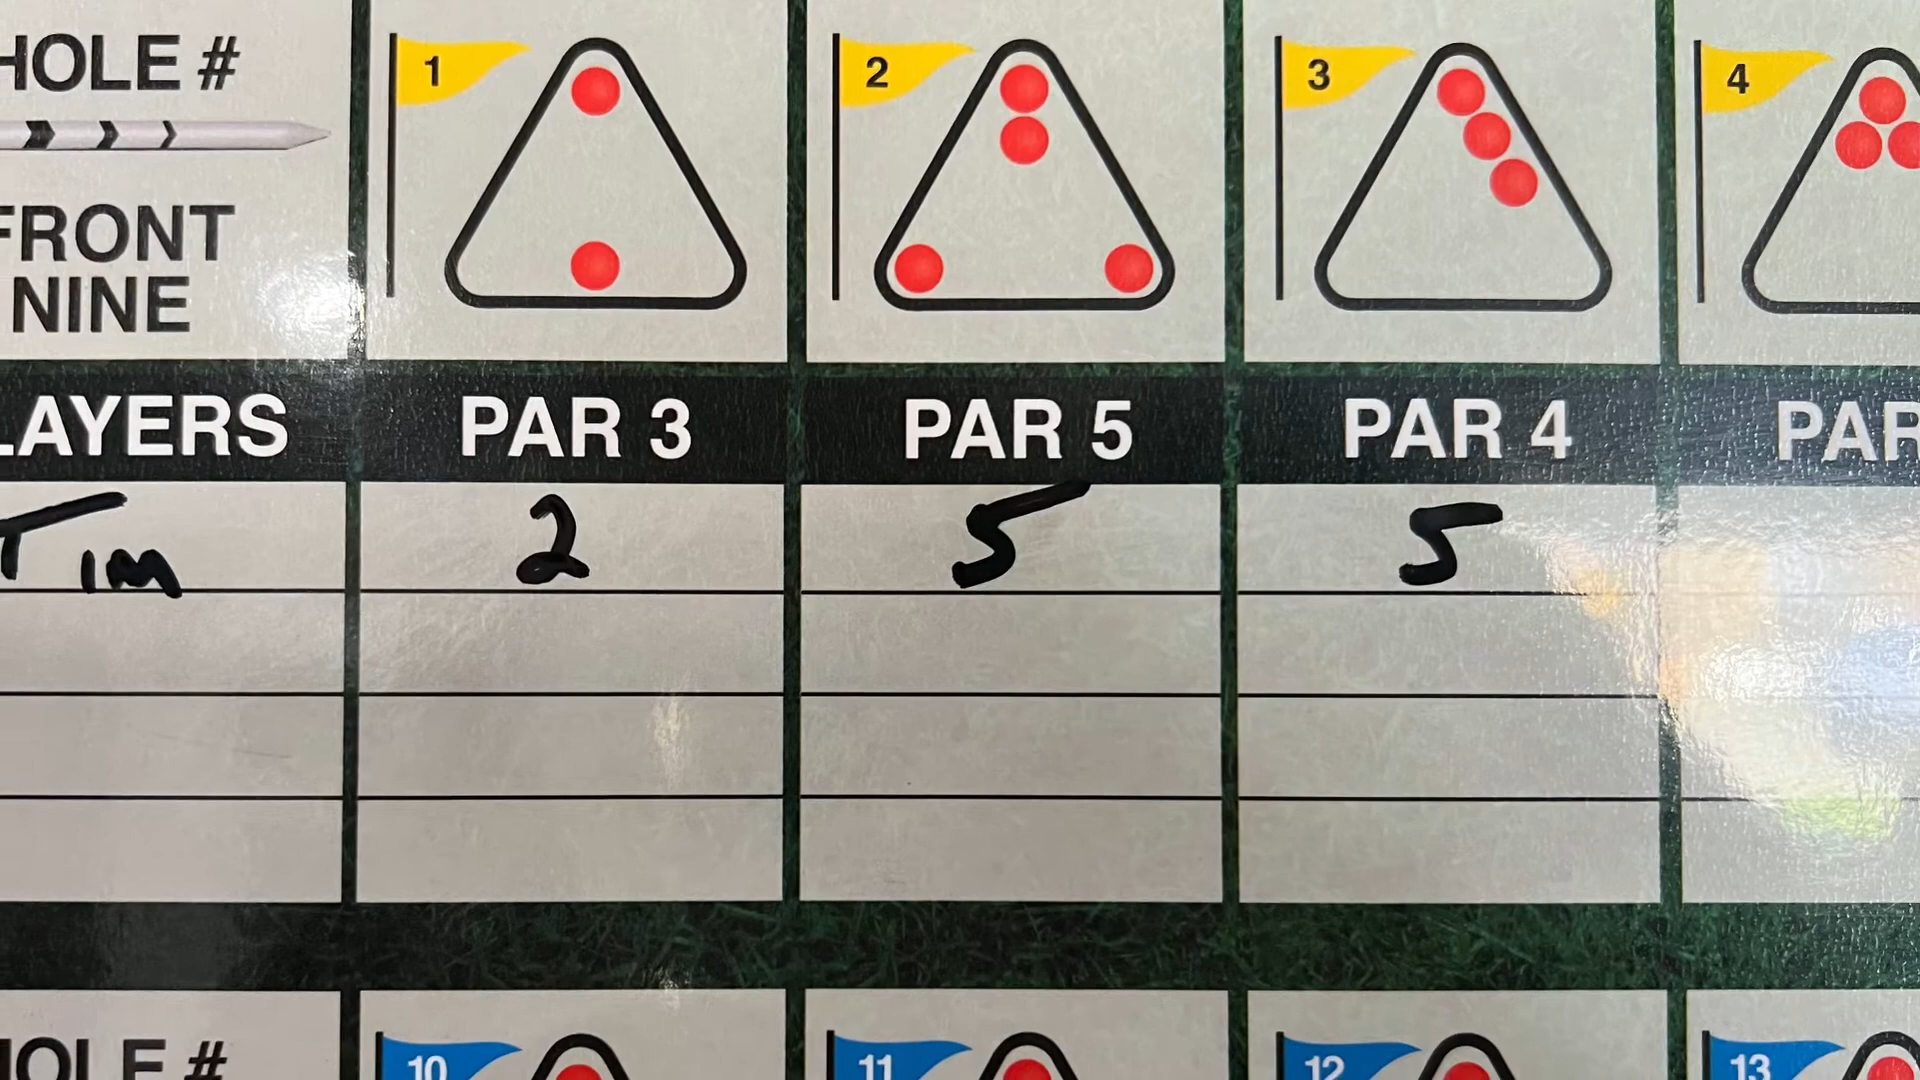 HOLE #
1 2 3 4
FRONT
NINE
LAYERS PAR 3 PAR 5 PAR 4 PAR
Tim 2 5 5
HOLE #
10 11 12 13